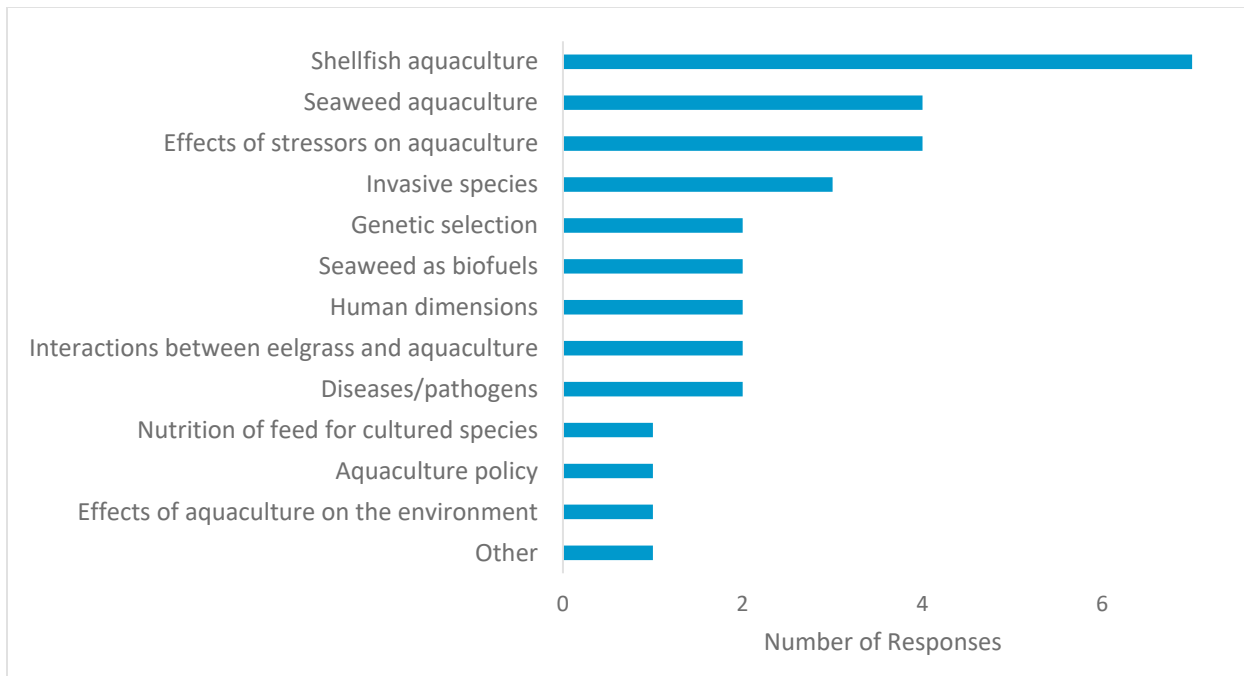 Shellfish aquaculture
Seaweed aquaculture
Effects of stressors on aquaculture
Invasive species
Genetic selection
Seaweed as biofuels
Human dimensions
Interactions between eelgrass and aquaculture
Diseases/pathogens
Nutrition of feed for cultured species
Aquaculture policy
Effects of aquaculture on the environment
Other
0 2 4 6
Number of Responses